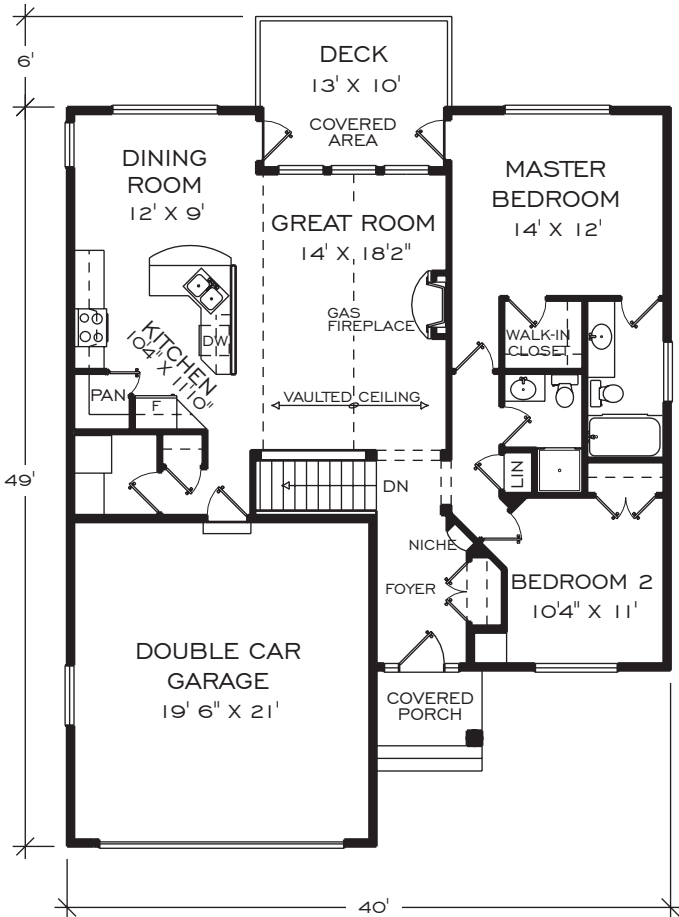 6'
DECK
13' X 10'
COVERED
AREA
DINING
ROOM
12' X 9'
MASTER
BEDROOM
14' X 12'
GREAT ROOM
14' X 18'2"
GAS
FIREPLACE
KITCHEN
10'4" X 11'10"
DW
WALK-IN
CLOSET
PAN
F
VAULTED CEILING
49'
DN
LIN
NICHE
FOYER
BEDROOM 2
10'4" X 11'
DOUBLE CAR
GARAGE
19' 6" X 21'
COVERED
PORCH
40'